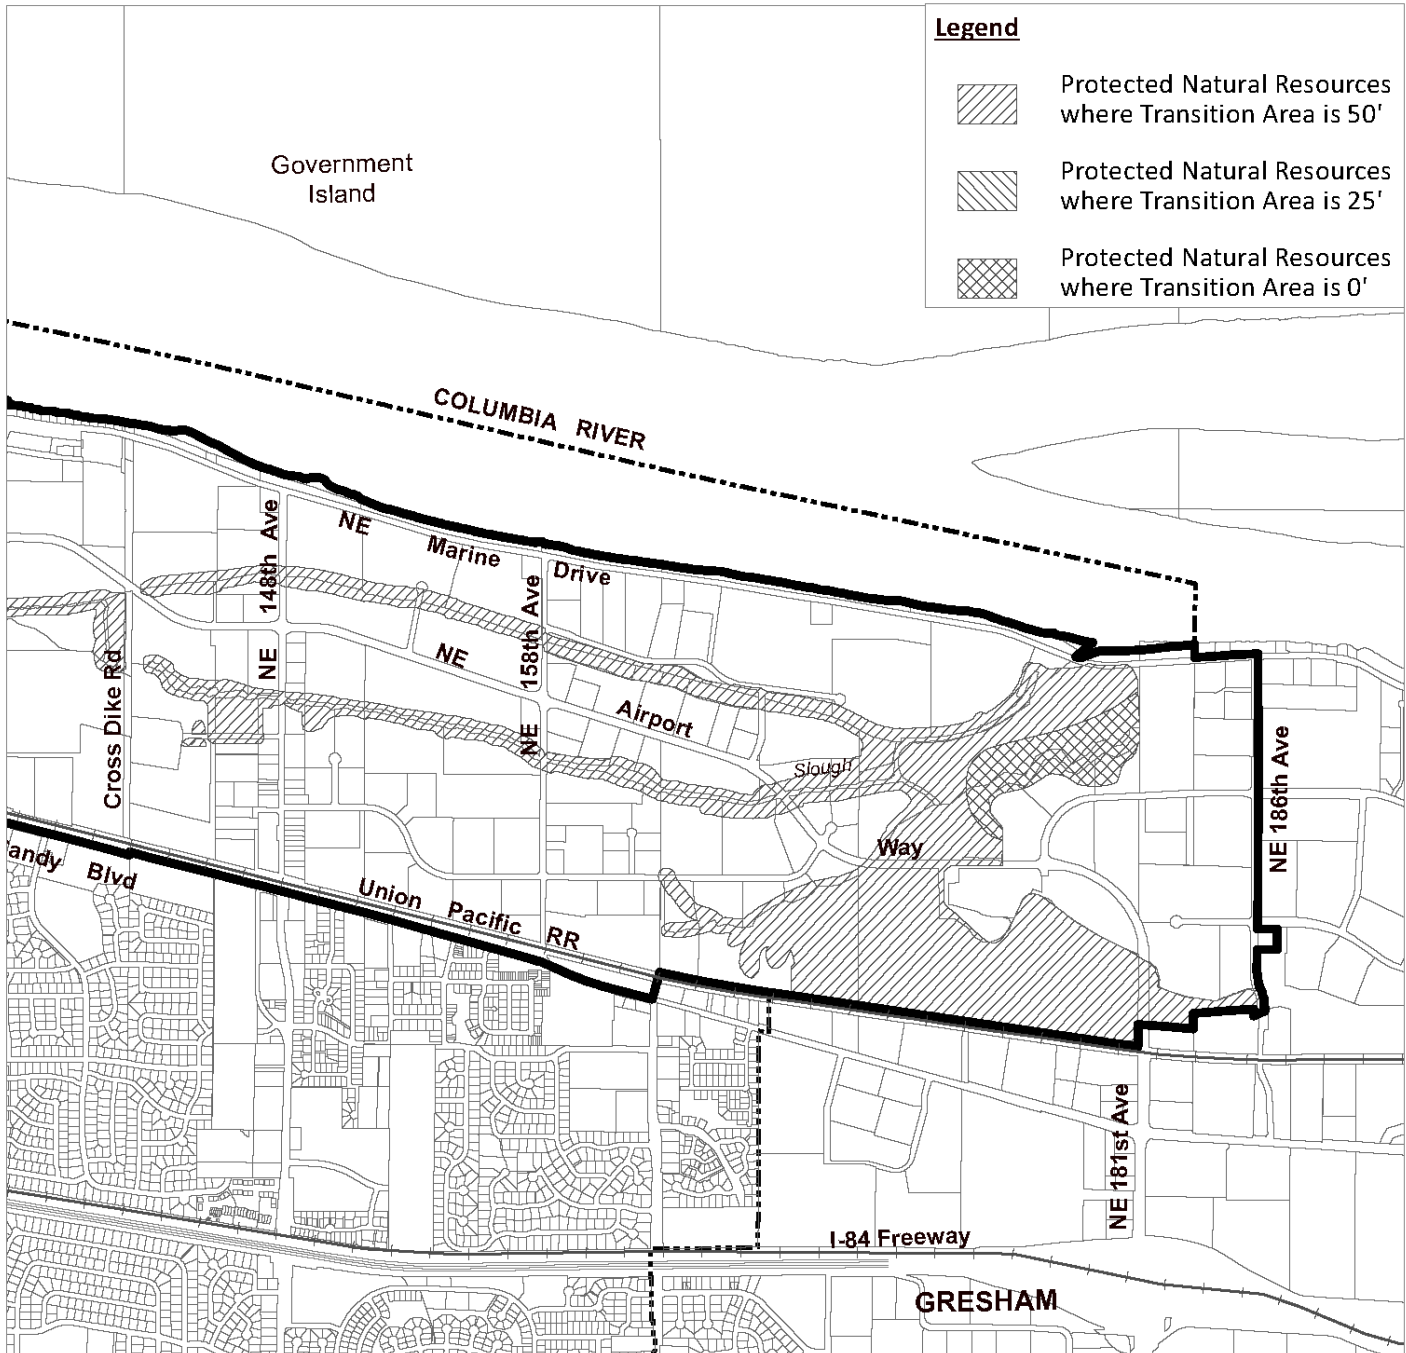 Legend
Protected Natural Resources
where Transition Area is 50'
Protected Natural Resources
where Transition Area is 25'
Protected Natural Resources
where Transition Area is 0'
Government
Island
COLUMBIA RIVER
NE Marine Drive
NE 148th Ave
NE 158th Ave
NE Airport Way
Slough
Cross Dike Rd
NE 186th Ave
andy Blvd
Union Pacific RR
NE 181st Ave
I-84 Freeway
GRESHAM